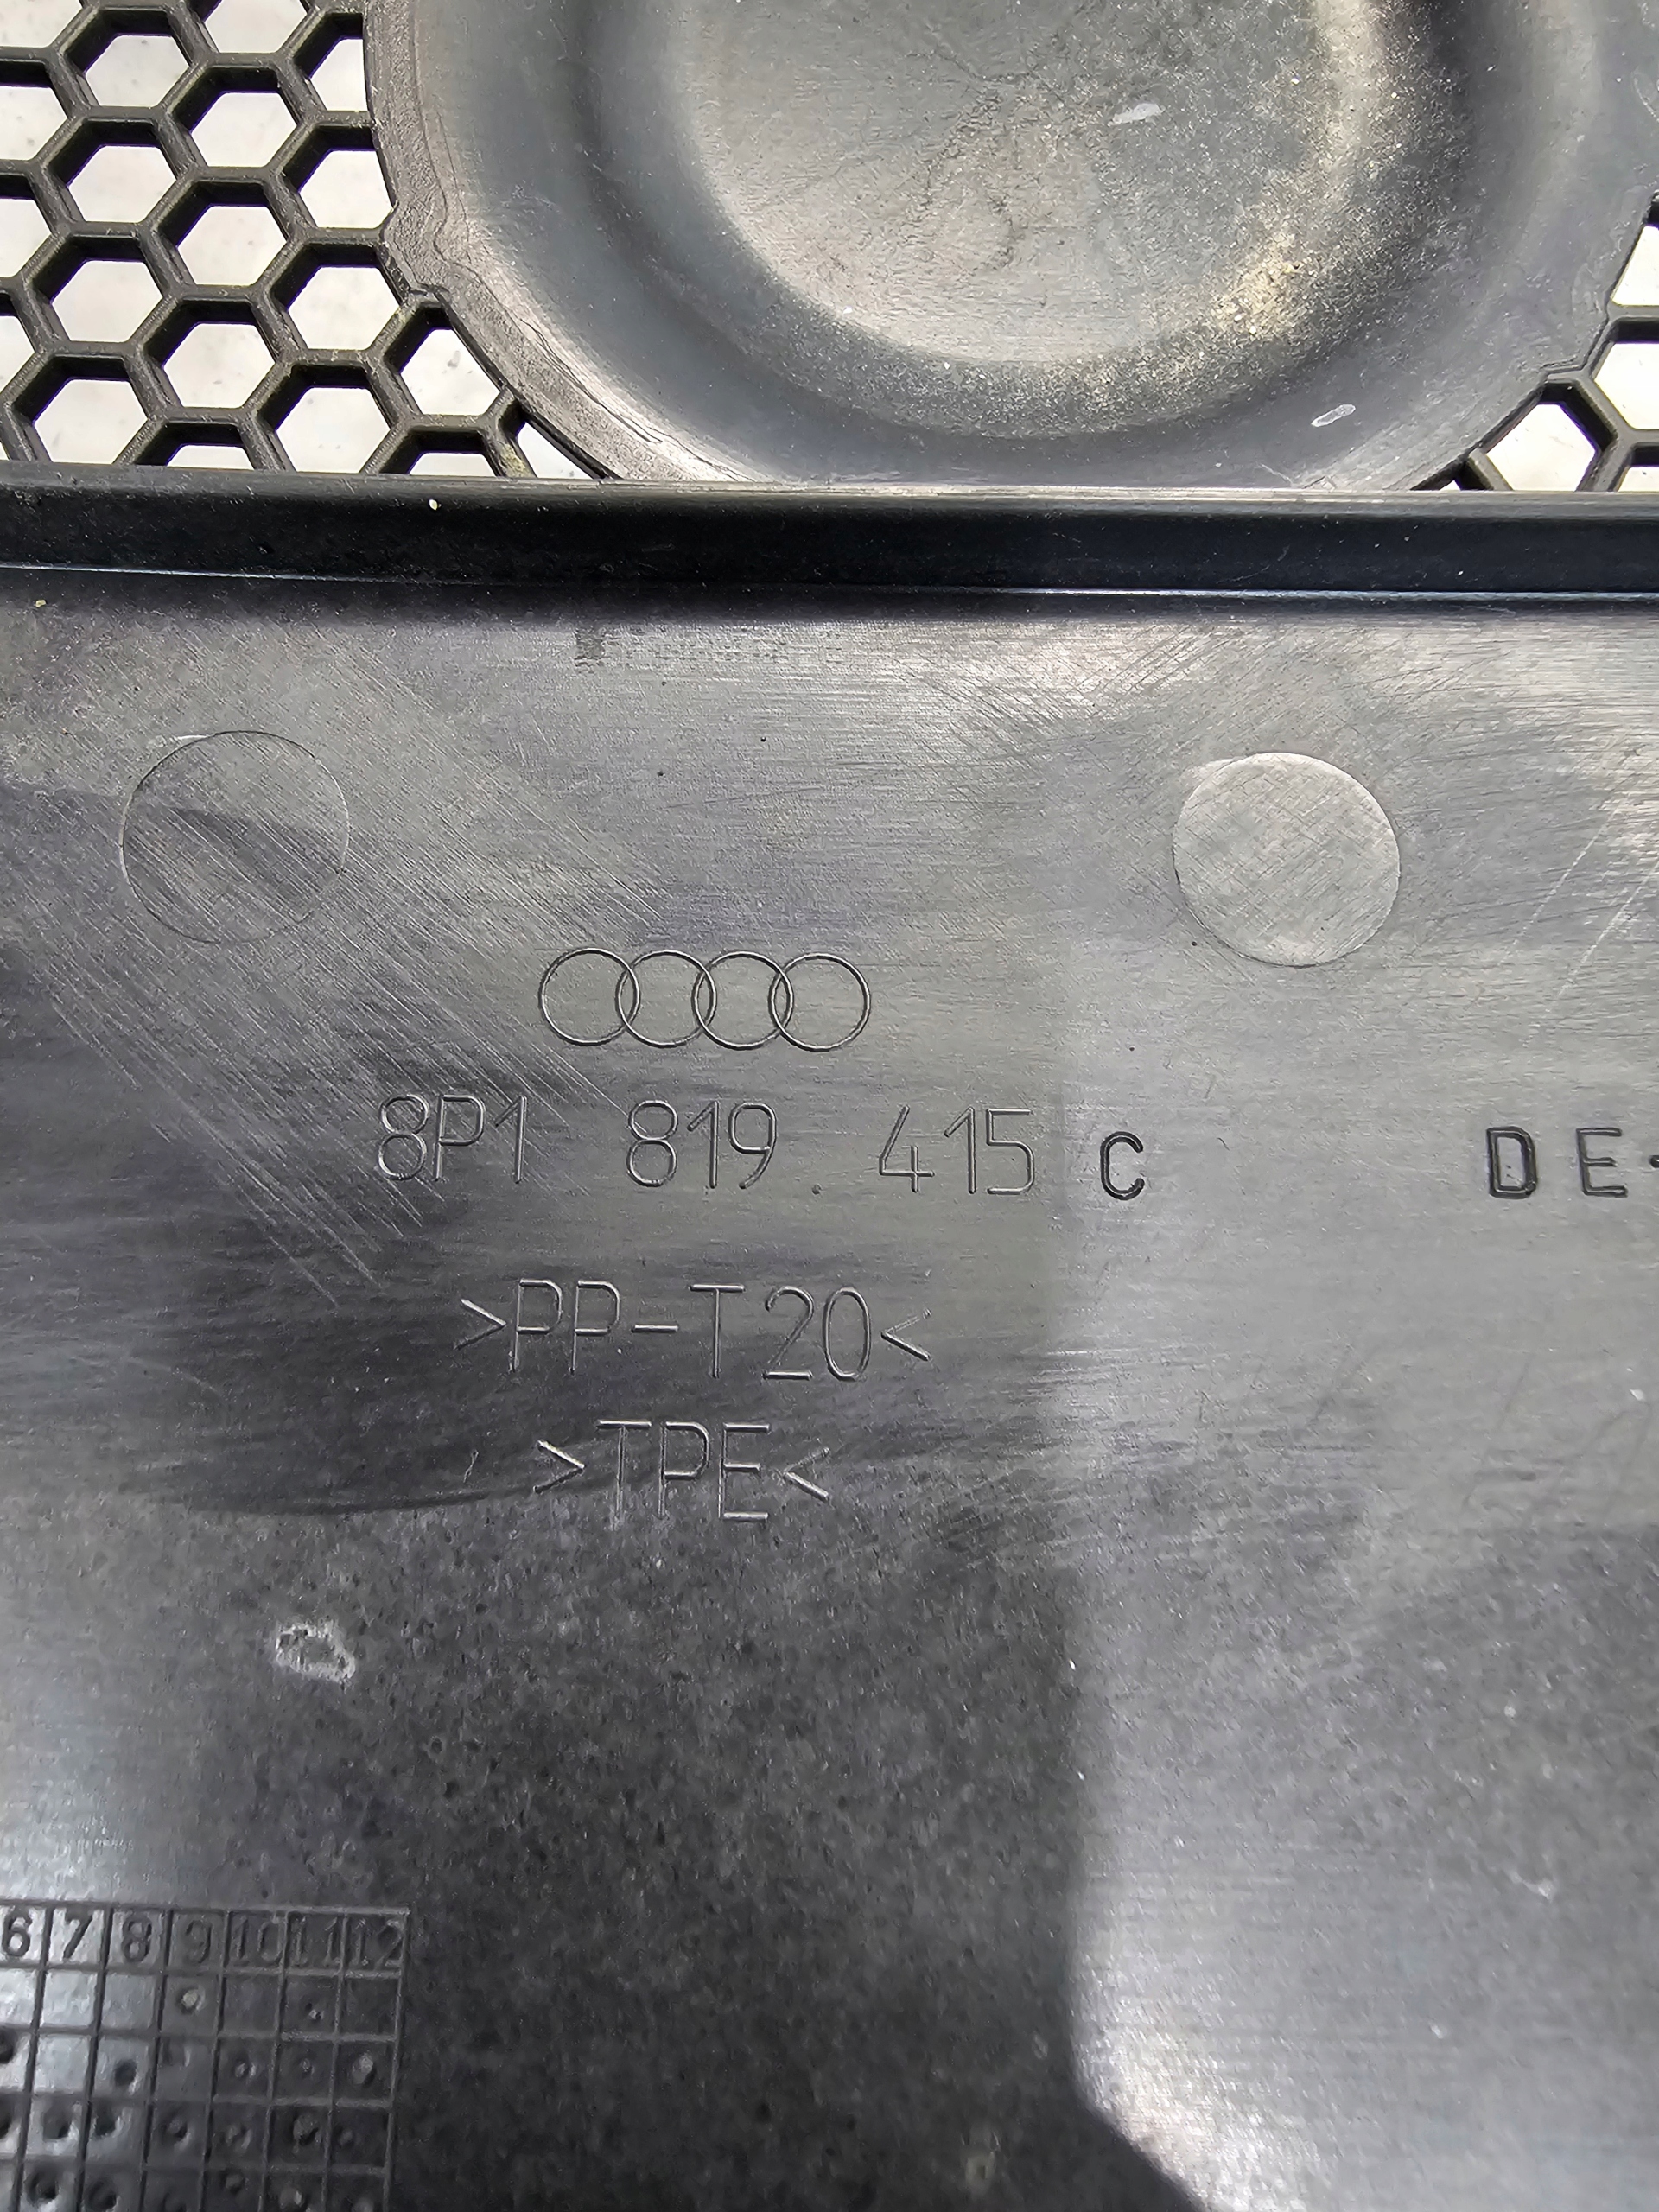 8P1 819 . 415 C DE
>PP-T20<
>TPE<
6 7 8 9 10 11 12